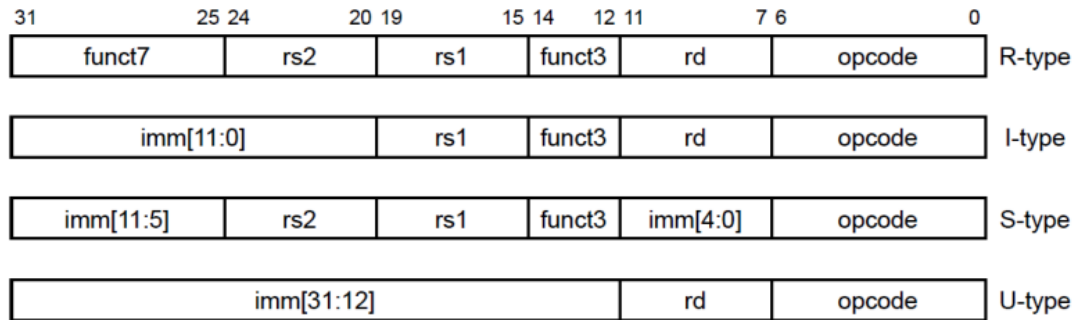 31 25 24 20 19 15 14 12 11 7 6 0
funct7 rs2 rs1 funct3 rd opcode R-type
imm[11:0] rs1 funct3 rd opcode I-type
imm[11:5] rs2 rs1 funct3 imm[4:0] opcode S-type
imm[31:12] rd opcode U-type